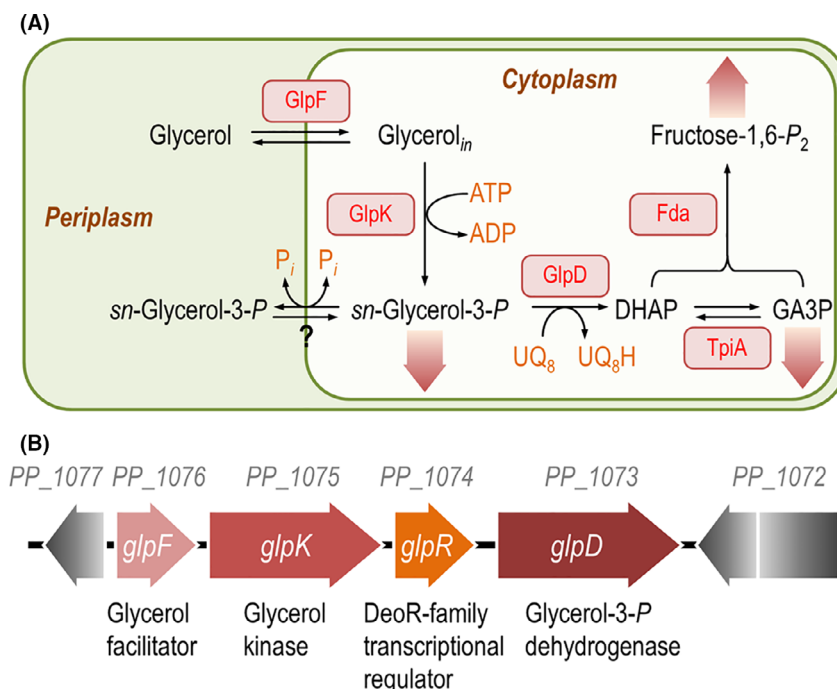 (A)
Cytoplasm
GlpF
Glycerol
Glycerolin
Fructose-1,6-P2
Periplasm
GlpK
ATP
ADP
Fda
Pi
Pi
GlpD
sn-Glycerol-3-P
sn-Glycerol-3-P
DHAP
GA3P
?
UQ8
UQ8H
TpiA
(B)
PP_1077 PP_1076 PP_1075 PP_1074 PP_1073 PP_1072
glpF glpK glpR glpD
Glycerol
facilitator
Glycerol
kinase
DeoR-family
transcriptional
regulator
Glycerol-3-P
dehydrogenase